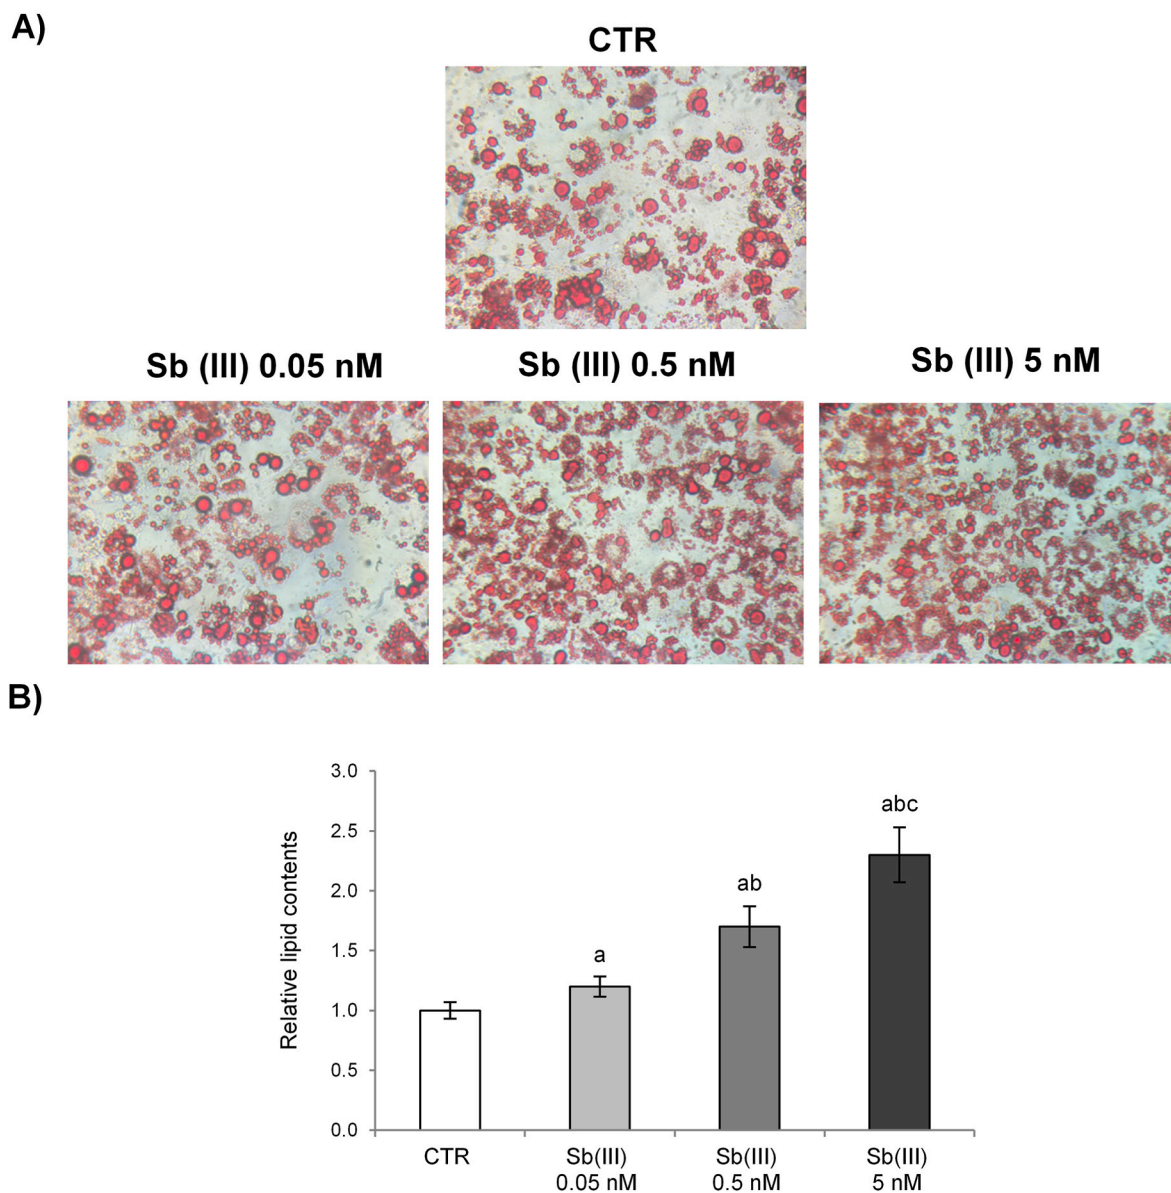 A)
CTR
Sb (III) 0.05 nM
Sb (III) 0.5 nM
Sb (III) 5 nM
B)
Relative lipid contents
3.0
2.5
2.0
1.5
1.0
0.5
0.0
a
ab
abc
CTR
Sb(III)
0.05 nM
Sb(III)
0.5 nM
Sb(III)
5 nM